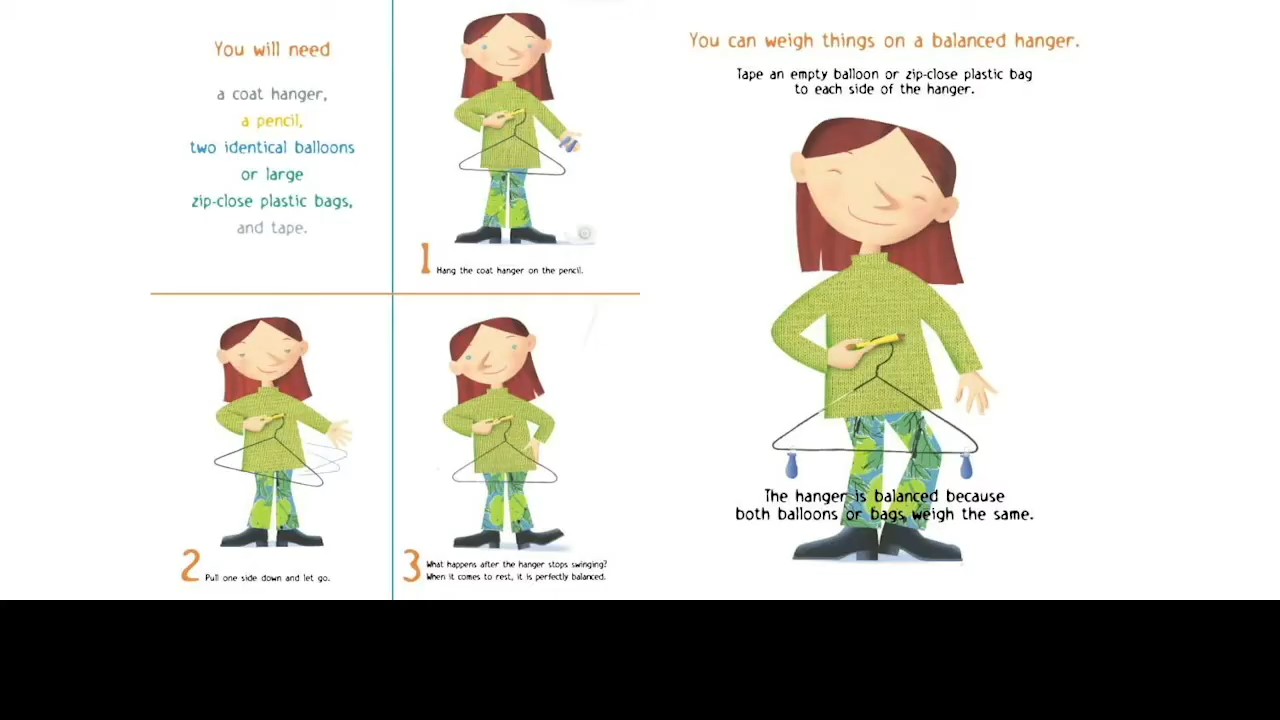 You will need
a coat hanger,
a pencil,
two identical balloons
or large
zip-close plastic bags,
and tape.
1 Hang the coat hanger on the pencil.
2 Pull one side down and let go.
3 What happens after the hanger stops swinging?
When it comes to rest, it is perfectly balanced.
You can weigh things on a balanced hanger.
Tape an empty balloon or zip-close plastic bag
to each side of the hanger.
The hanger is balanced because
both balloons or bags weigh the same.